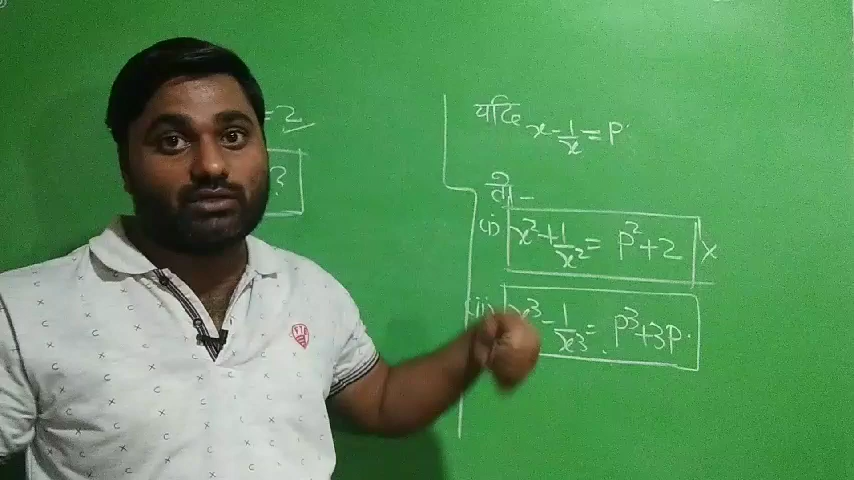 = 2
?
यदि x - 1/x = P
तो -
(i) x² + 1/x² = P² + 2 x
(ii) x³ - 1/x³ = P³ + 3P.